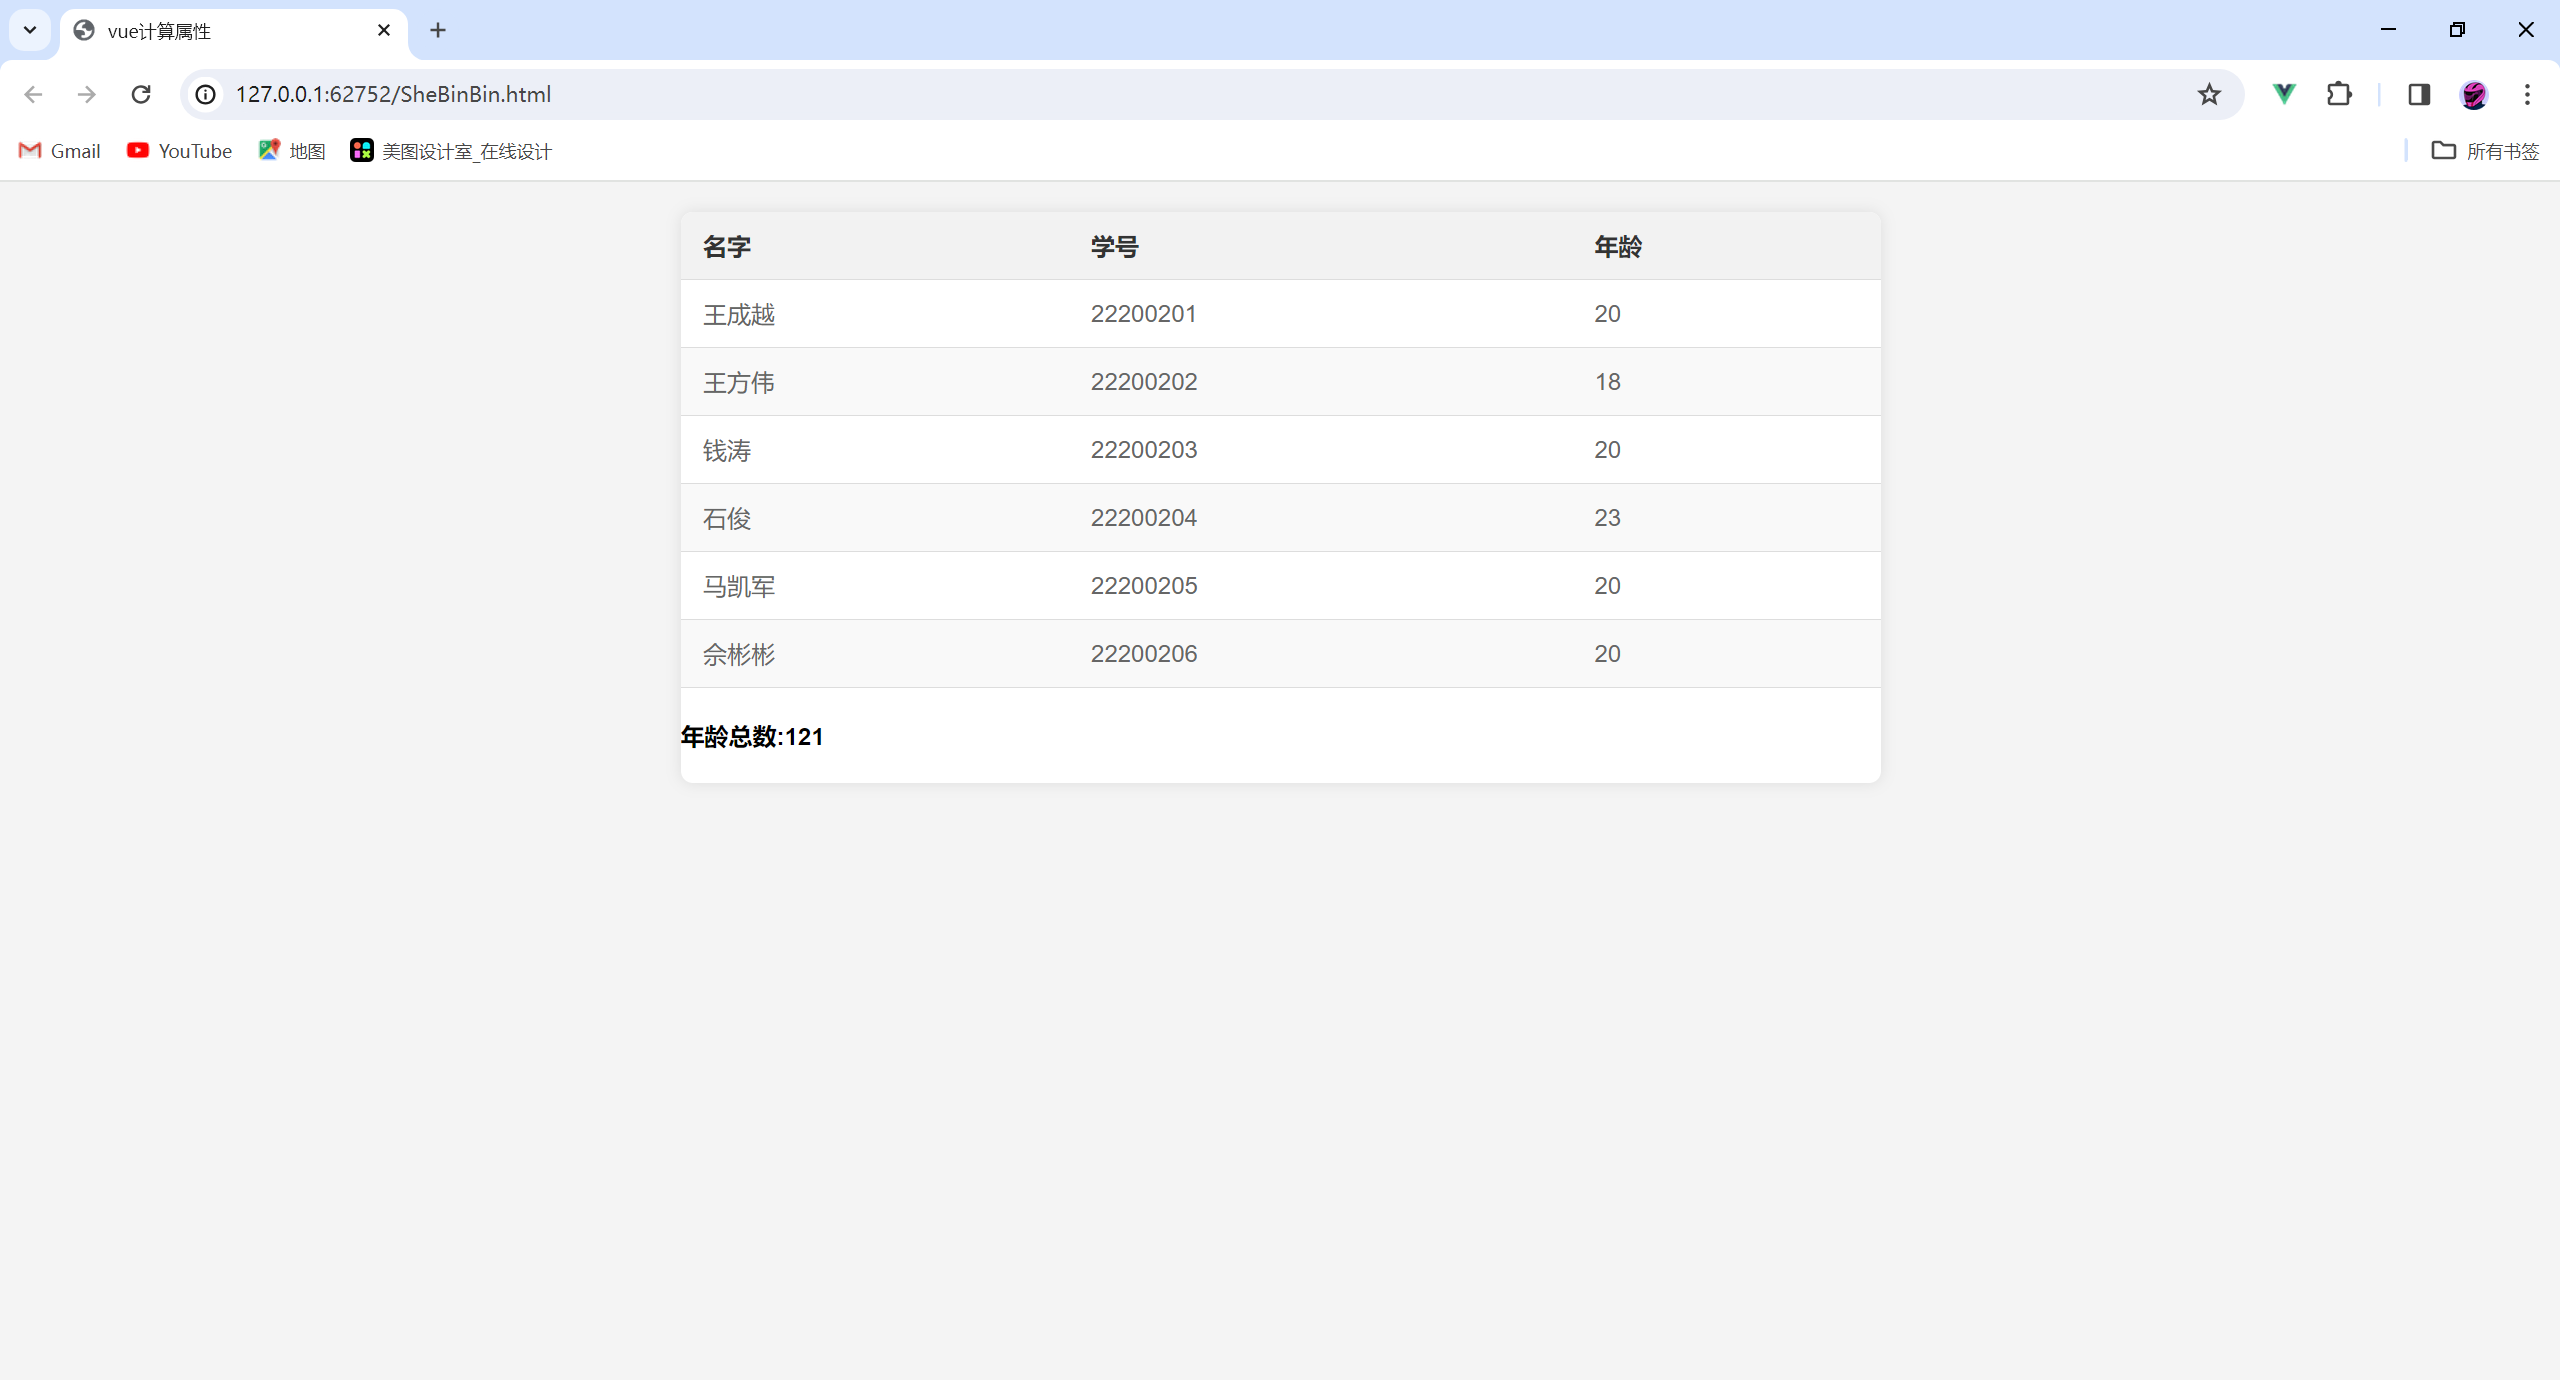 vue计算属性
127.0.0.1:62752/SheBinBin.html
Gmail YouTube 地图 美图设计室_在线设计 所有书签
名字 学号 年龄
王成越 22200201 20
王方伟 22200202 18
钱涛 22200203 20
石俊 22200204 23
马凯军 22200205 20
佘彬彬 22200206 20
年龄总数:121